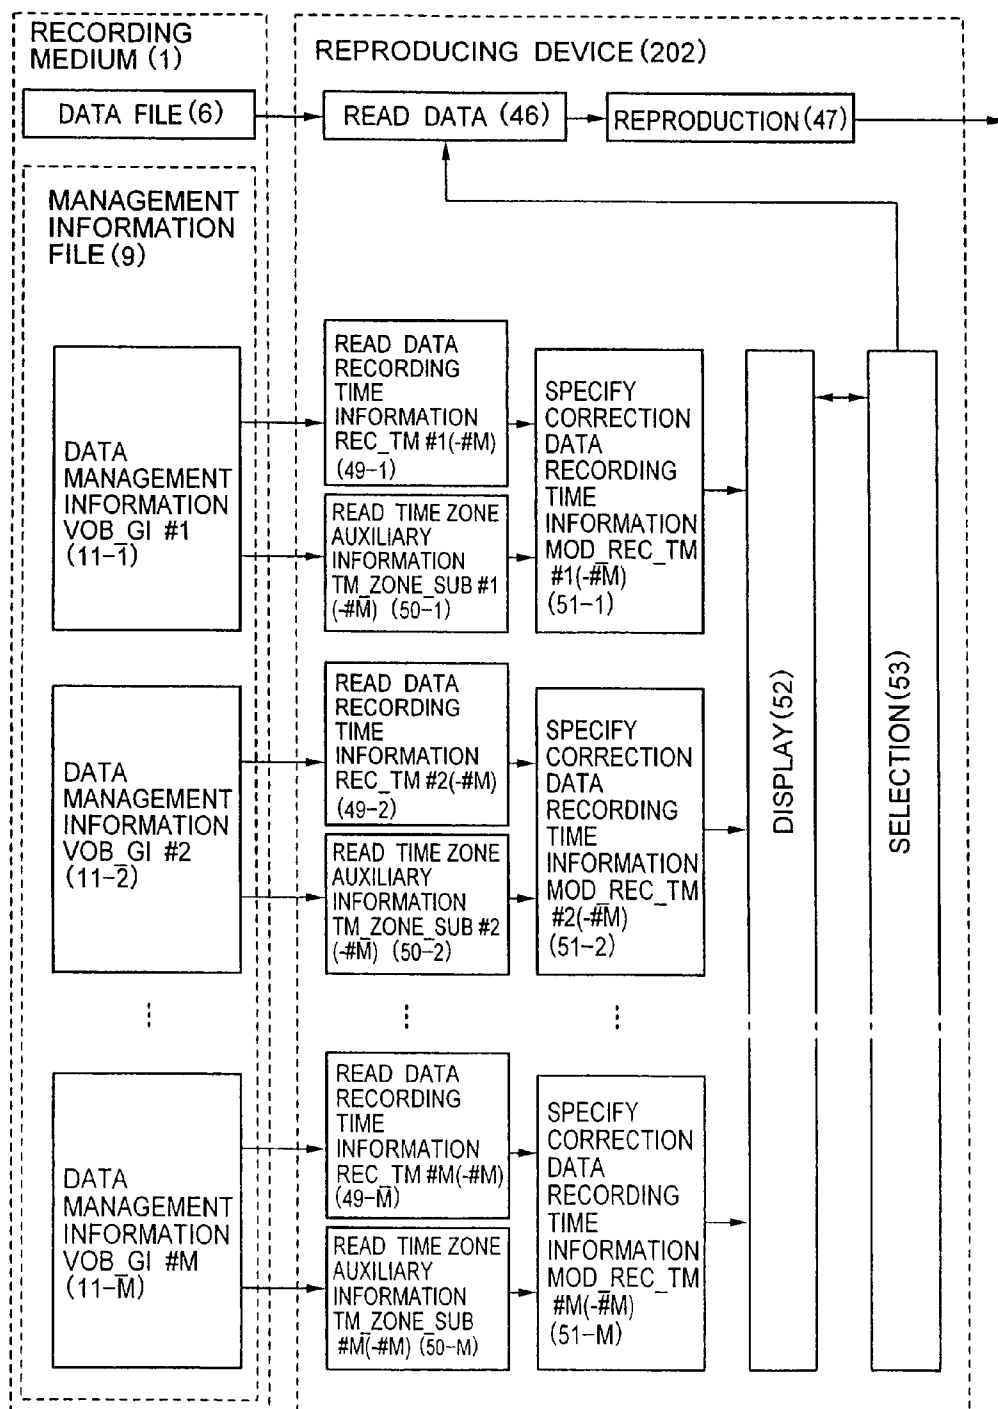 RECORDING
MEDIUM (1)
REPRODUCING DEVICE (202)
DATA FILE (6)
READ DATA (46)
REPRODUCTION (47)
MANAGEMENT
INFORMATION
FILE (9)
DATA
MANAGEMENT
INFORMATION
VOB_GI #1
(11-1)
READ DATA
RECORDING
TIME
INFORMATION
REC_TM #1(-#M)
(49-1)
READ TIME ZONE
AUXILIARY
INFORMATION
TM_ZONE_SUB #1
(-#M) (50-1)
SPECIFY
CORRECTION
DATA
RECORDING
TIME
INFORMATION
MOD_REC_TM
#1(-#M)
(51-1)
DISPLAY (52)
SELECTION (53)
DATA
MANAGEMENT
INFORMATION
VOB_GI #2
(11-2)
READ DATA
RECORDING
TIME
INFORMATION
REC_TM #2(-#M)
(49-2)
READ TIME ZONE
AUXILIARY
INFORMATION
TM_ZONE_SUB #2
(-#M) (50-2)
SPECIFY
CORRECTION
DATA
RECORDING
TIME
INFORMATION
MOD_REC_TM
#2(-#M)
(51-2)
DATA
MANAGEMENT
INFORMATION
VOB_GI #M
(11-M)
READ DATA
RECORDING
TIME
INFORMATION
REC_TM #M(-#M)
(49-M)
READ TIME ZONE
AUXILIARY
INFORMATION
TM_ZONE_SUB
#M(-#M) (50-M)
SPECIFY
CORRECTION
DATA
RECORDING
TIME
INFORMATION
MOD_REC_TM
#M(-#M)
(51-M)